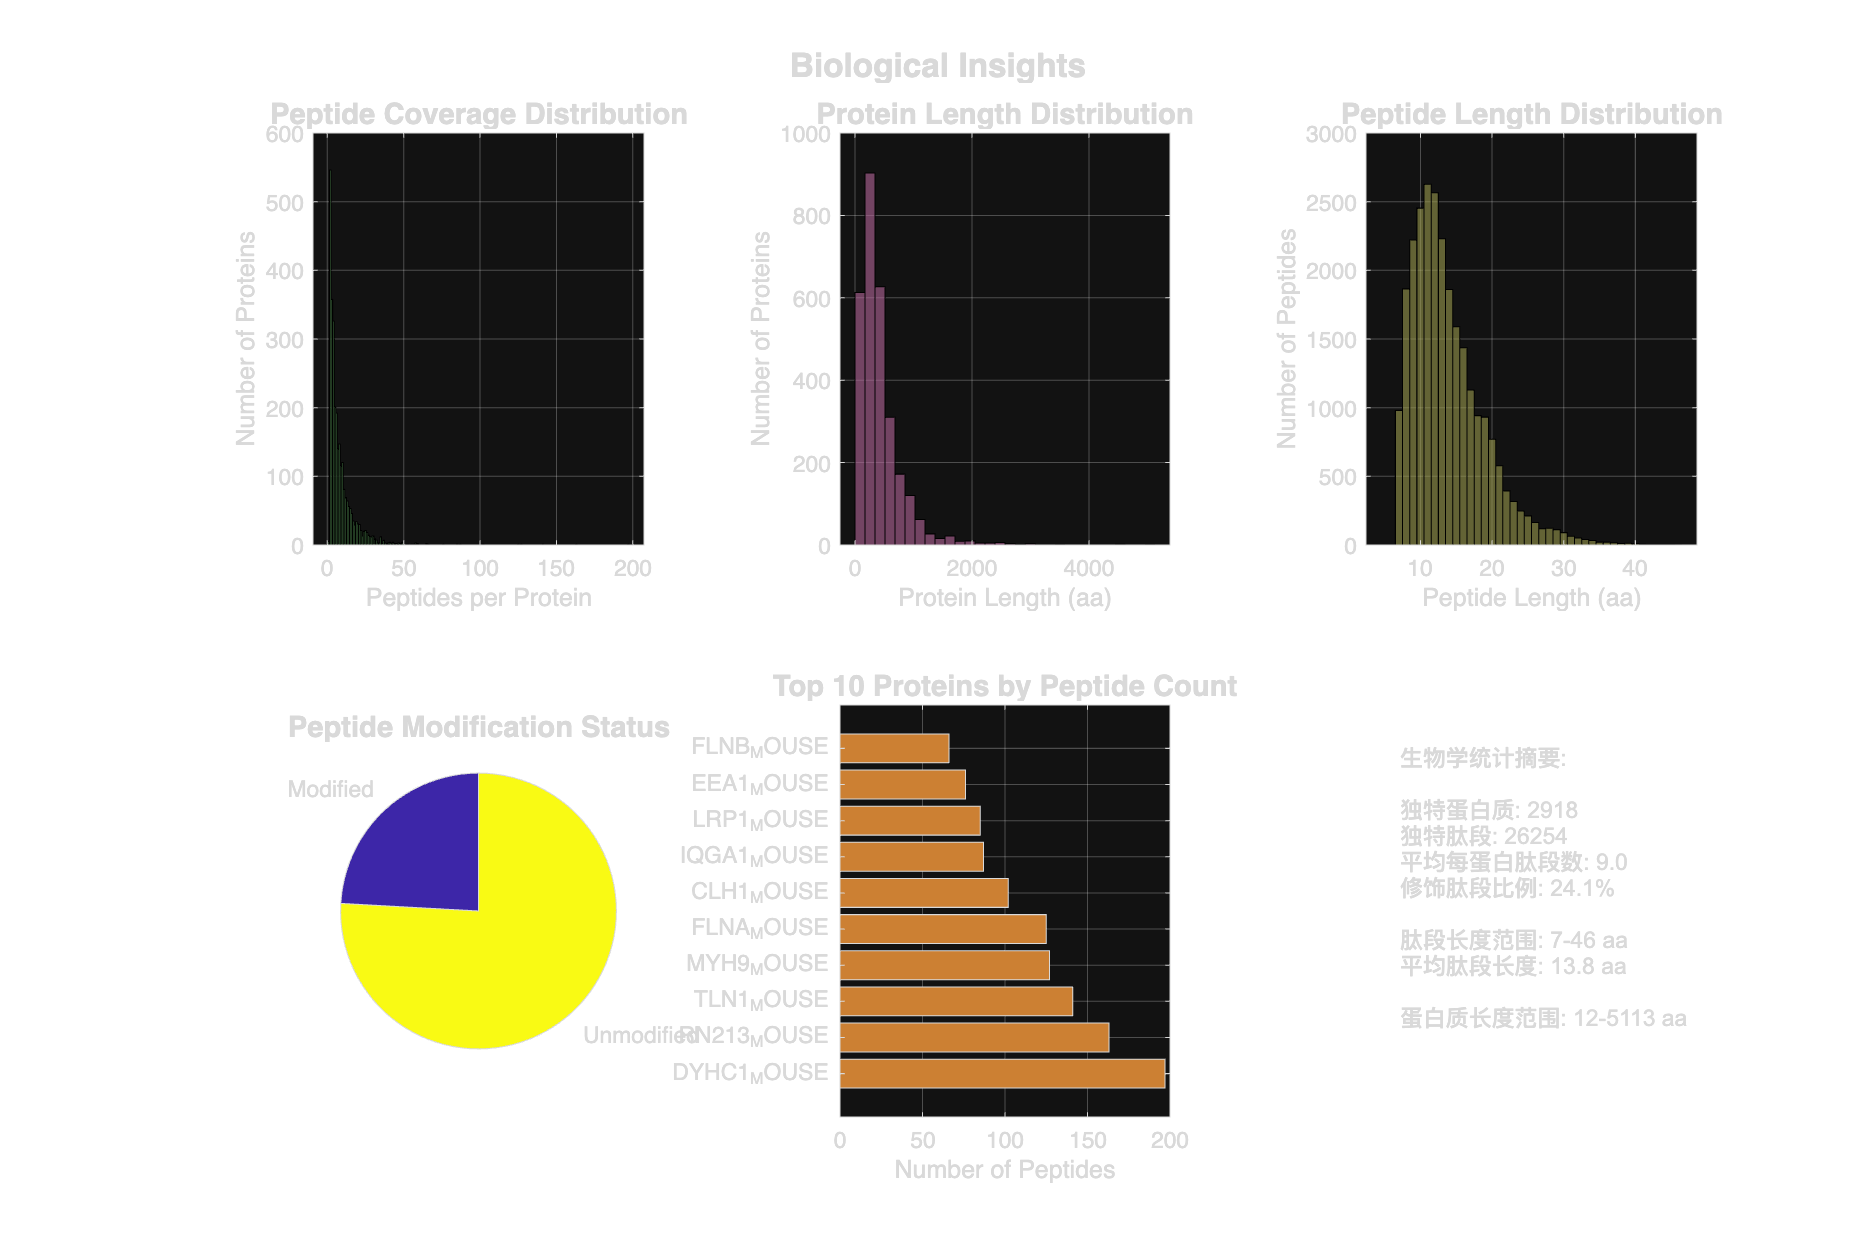 Biological Insights
Peptide Coverage Distribution
600
500
400
300
200
100
0
Number of Proteins
0 50 100 150 200
Peptides per Protein
Protein Length Distribution
1000
800
600
400
200
0
Number of Proteins
0 2000 4000
Protein Length (aa)
Peptide Length Distribution
3000
2500
2000
1500
1000
500
0
Number of Peptides
10 20 30 40
Peptide Length (aa)
Peptide Modification Status
Modified
Unmodified
Top 10 Proteins by Peptide Count
FLNB_MOUSE
EEA1_MOUSE
LRP1_MOUSE
IQGA1_MOUSE
CLH1_MOUSE
FLNA_MOUSE
MYH9_MOUSE
TLN1_MOUSE
RN213_MOUSE
DYHC1_MOUSE
0 50 100 150 200
Number of Peptides
生物学统计摘要:
独特蛋白质: 2918
独特肽段: 26254
平均每蛋白肽段数: 9.0
修饰肽段比例: 24.1%
肽段长度范围: 7-46 aa
平均肽段长度: 13.8 aa
蛋白质长度范围: 12-5113 aa